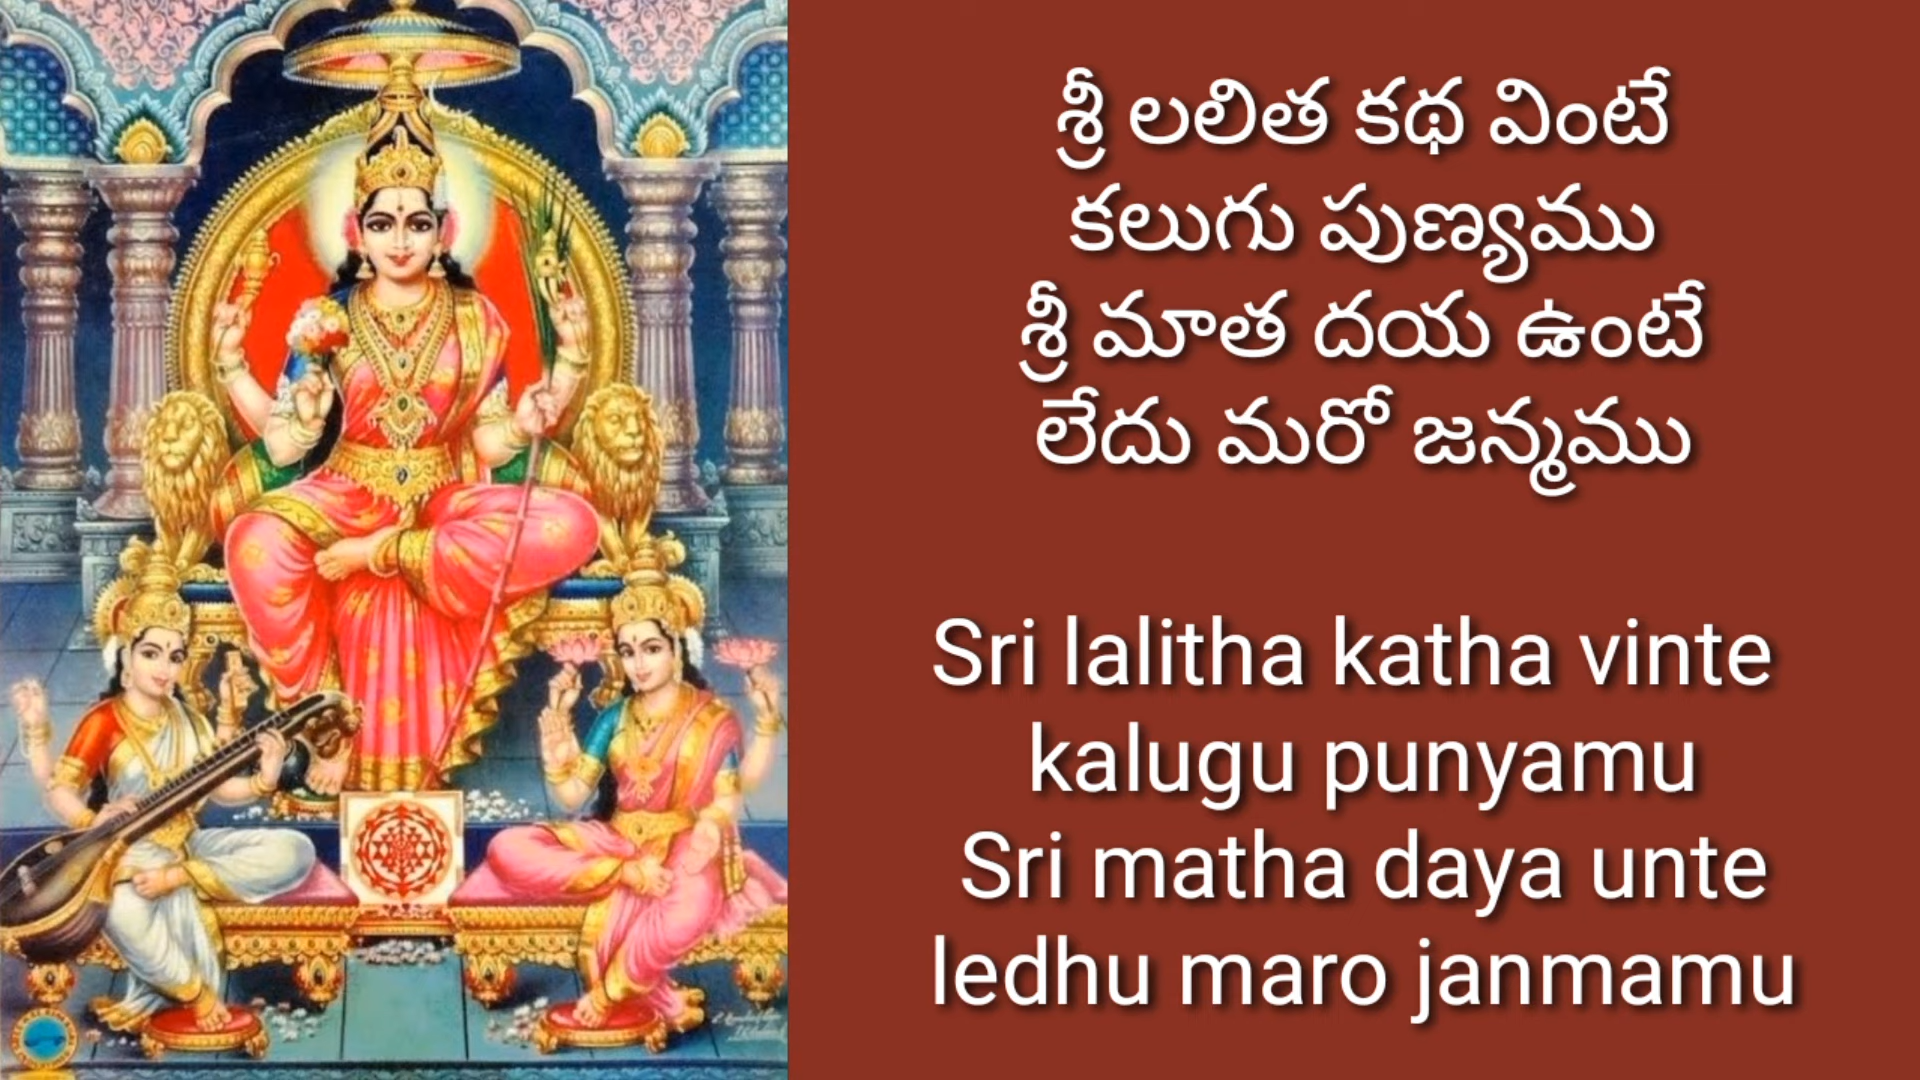 శ్రీ లలిత కథ వింటే
కలుగు పుణ్యము
శ్రీ మాత దయ ఉంటే
లేదు మరో జన్మము
Sri lalitha katha vinte
kalugu punyamu
Sri matha daya unte
ledhu maro janmamu